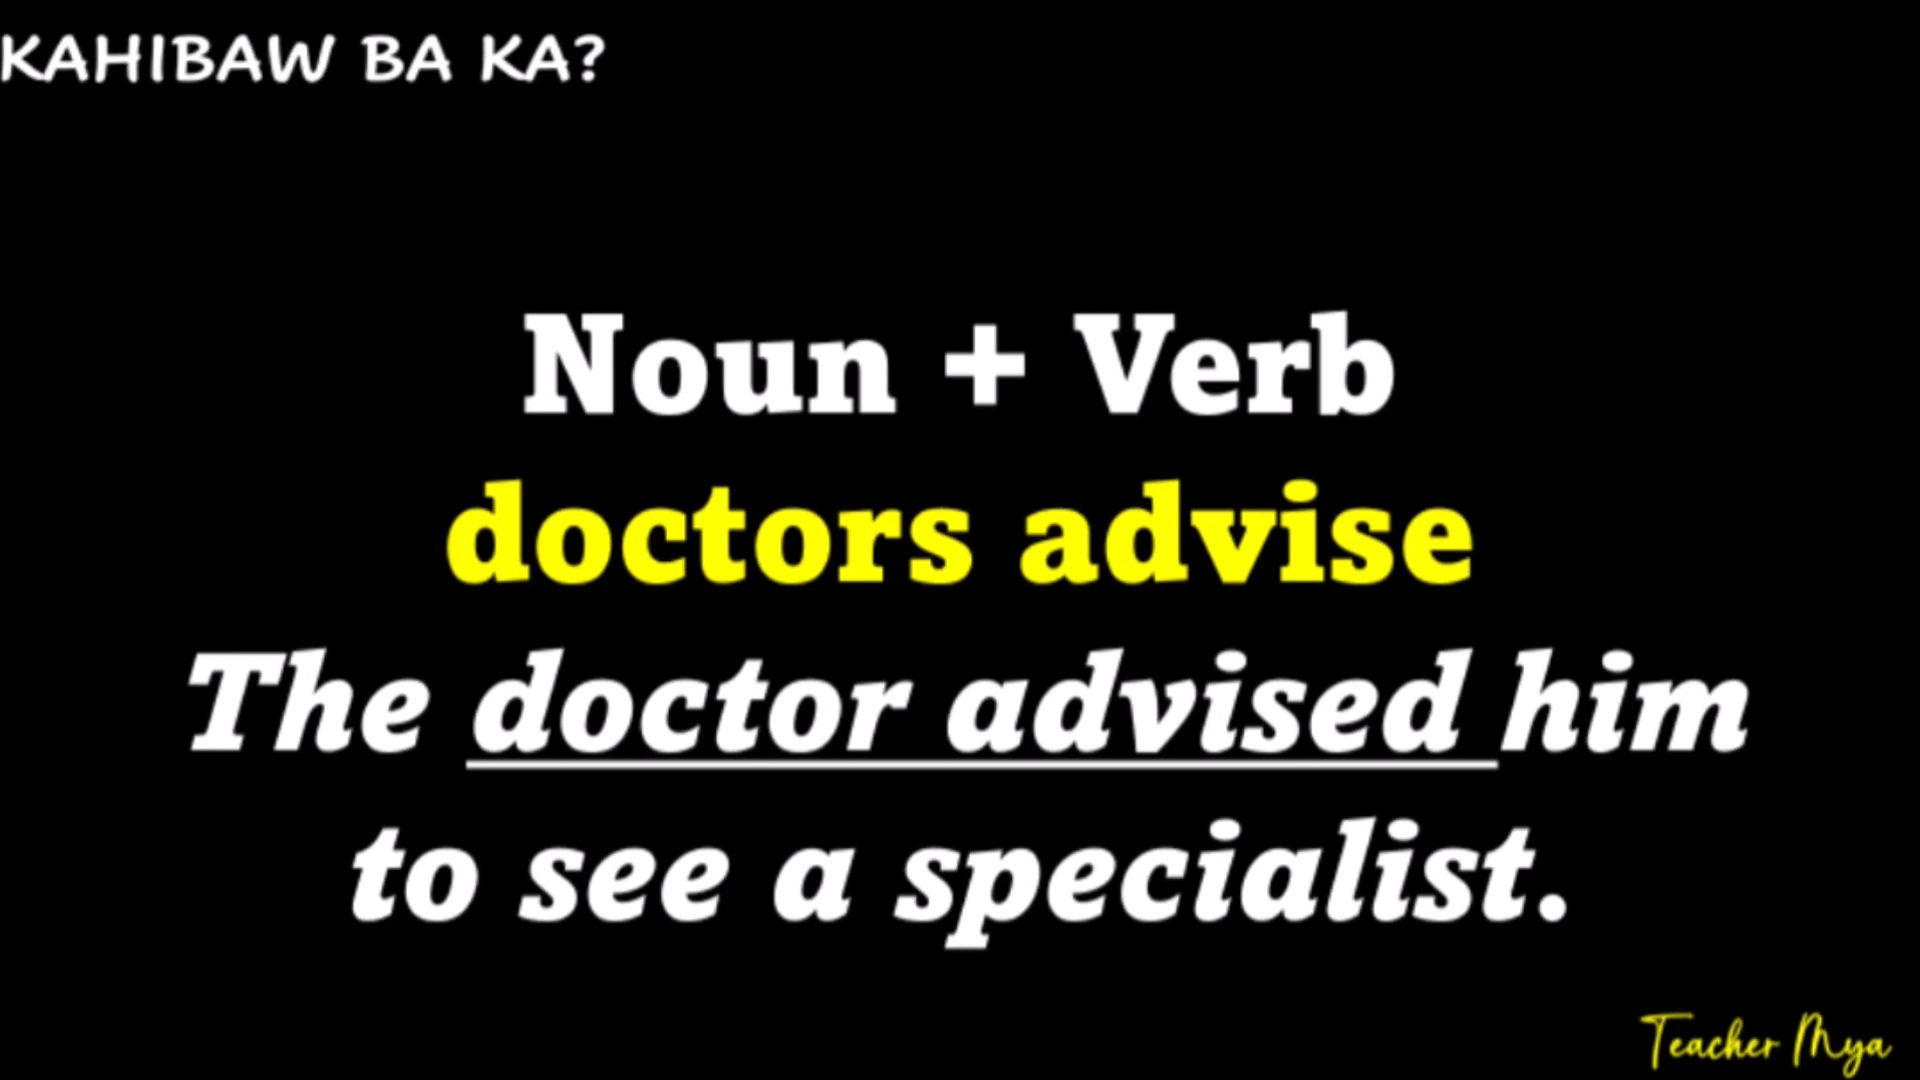 KAHIBAW BA KA?
Noun + Verb
doctors advise
The doctor advised him
to see a specialist.
Teacher Mya